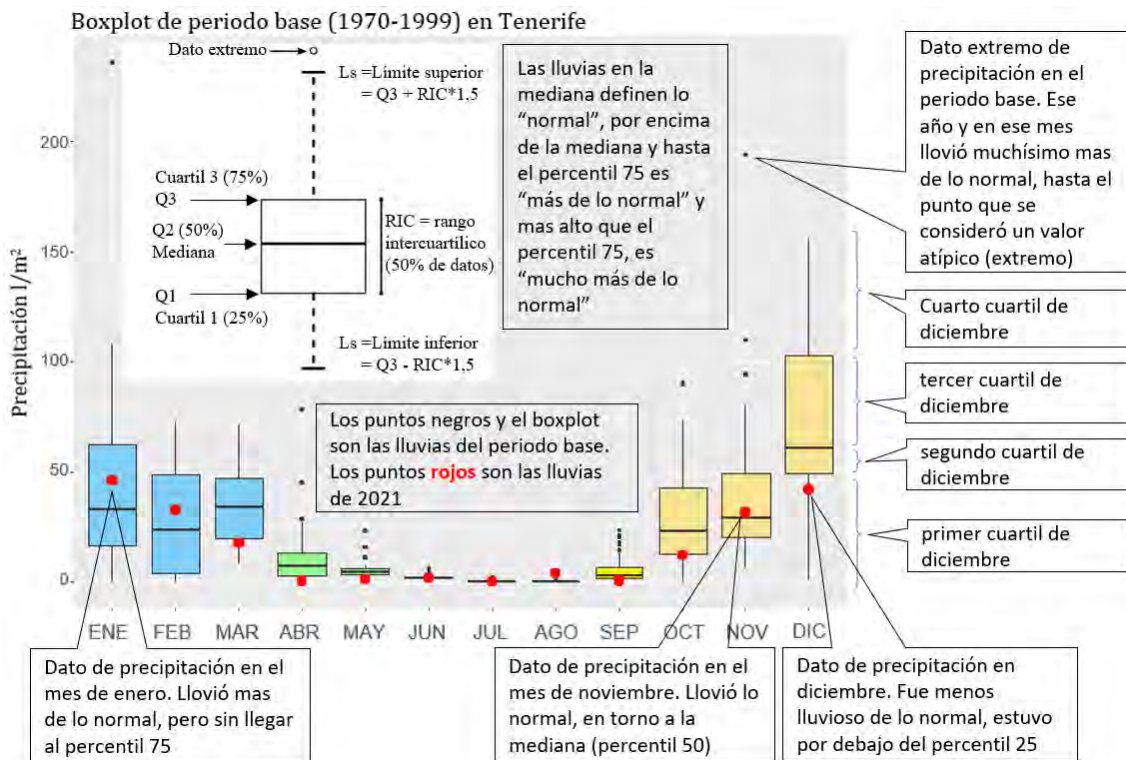 Boxplot de periodo base (1970-1999) en Tenerife
Dato extremo
Ls =Límite superior
= Q3 + RIC*1,5
Cuartil 3 (75%)
Q3
Q2 (50%)
Mediana
Q1
Cuartil 1 (25%)
RIC = rango
intercuartílico
(50% de datos)
Ls =Límite inferior
= Q3 - RIC*1,5
Las lluvias en la
mediana definen lo
“normal”, por encima
de la mediana y hasta
el percentil 75 es
“más de lo normal” y
mas alto que el
percentil 75, es
“mucho más de lo
normal”
Dato extremo de
precipitación en el
periodo base. Ese
año y en ese mes
llovió muchísimo mas
de lo normal, hasta el
punto que se
consideró un valor
atípico (extremo)
Cuarto cuartil de
diciembre
tercer cuartil de
diciembre
segundo cuartil de
diciembre
primer cuartil de
diciembre
Los puntos negros y el boxplot
son las lluvias del periodo base.
Los puntos rojos son las lluvias
de 2021
Precipitación l/m²
200
150
100
50
0
ENE FEB MAR ABR MAY JUN JUL AGO SEP OCT NOV DIC
Dato de precipitación en el
mes de enero. Llovió mas
de lo normal, pero sin llegar
al percentil 75
Dato de precipitación en el
mes de noviembre. Llovió lo
normal, en torno a la
mediana (percentil 50)
Dato de precipitación en
diciembre. Fue menos
lluvioso de lo normal, estuvo
por debajo del percentil 25